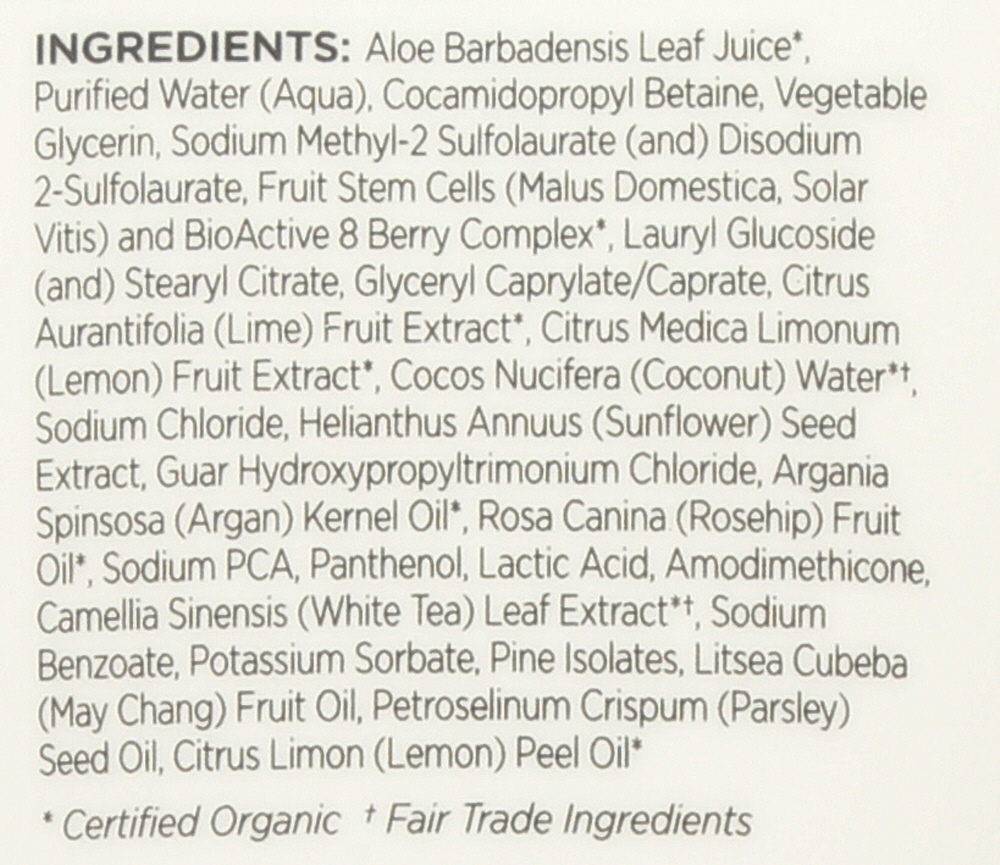 INGREDIENTS: Aloe Barbadensis Leaf Juice*,
Purified Water (Aqua), Cocamidopropyl Betaine, Vegetable
Glycerin, Sodium Methyl-2 Sulfolaurate (and) Disodium
2-Sulfolaurate, Fruit Stem Cells (Malus Domestica, Solar
Vitis) and BioActive 8 Berry Complex*, Lauryl Glucoside
(and) Stearyl Citrate, Glyceryl Caprylate/Caprate, Citrus
Aurantifolia (Lime) Fruit Extract*, Citrus Medica Limonum
(Lemon) Fruit Extract*, Cocos Nucifera (Coconut) Water*†,
Sodium Chloride, Helianthus Annuus (Sunflower) Seed
Extract, Guar Hydroxypropyltrimonium Chloride, Argania
Spinsosa (Argan) Kernel Oil*, Rosa Canina (Rosehip) Fruit
Oil*, Sodium PCA, Panthenol, Lactic Acid, Amodimethicone,
Camellia Sinensis (White Tea) Leaf Extract*†, Sodium
Benzoate, Potassium Sorbate, Pine Isolates, Litsea Cubeba
(May Chang) Fruit Oil, Petroselinum Crispum (Parsley)
Seed Oil, Citrus Limon (Lemon) Peel Oil*
* Certified Organic † Fair Trade Ingredients